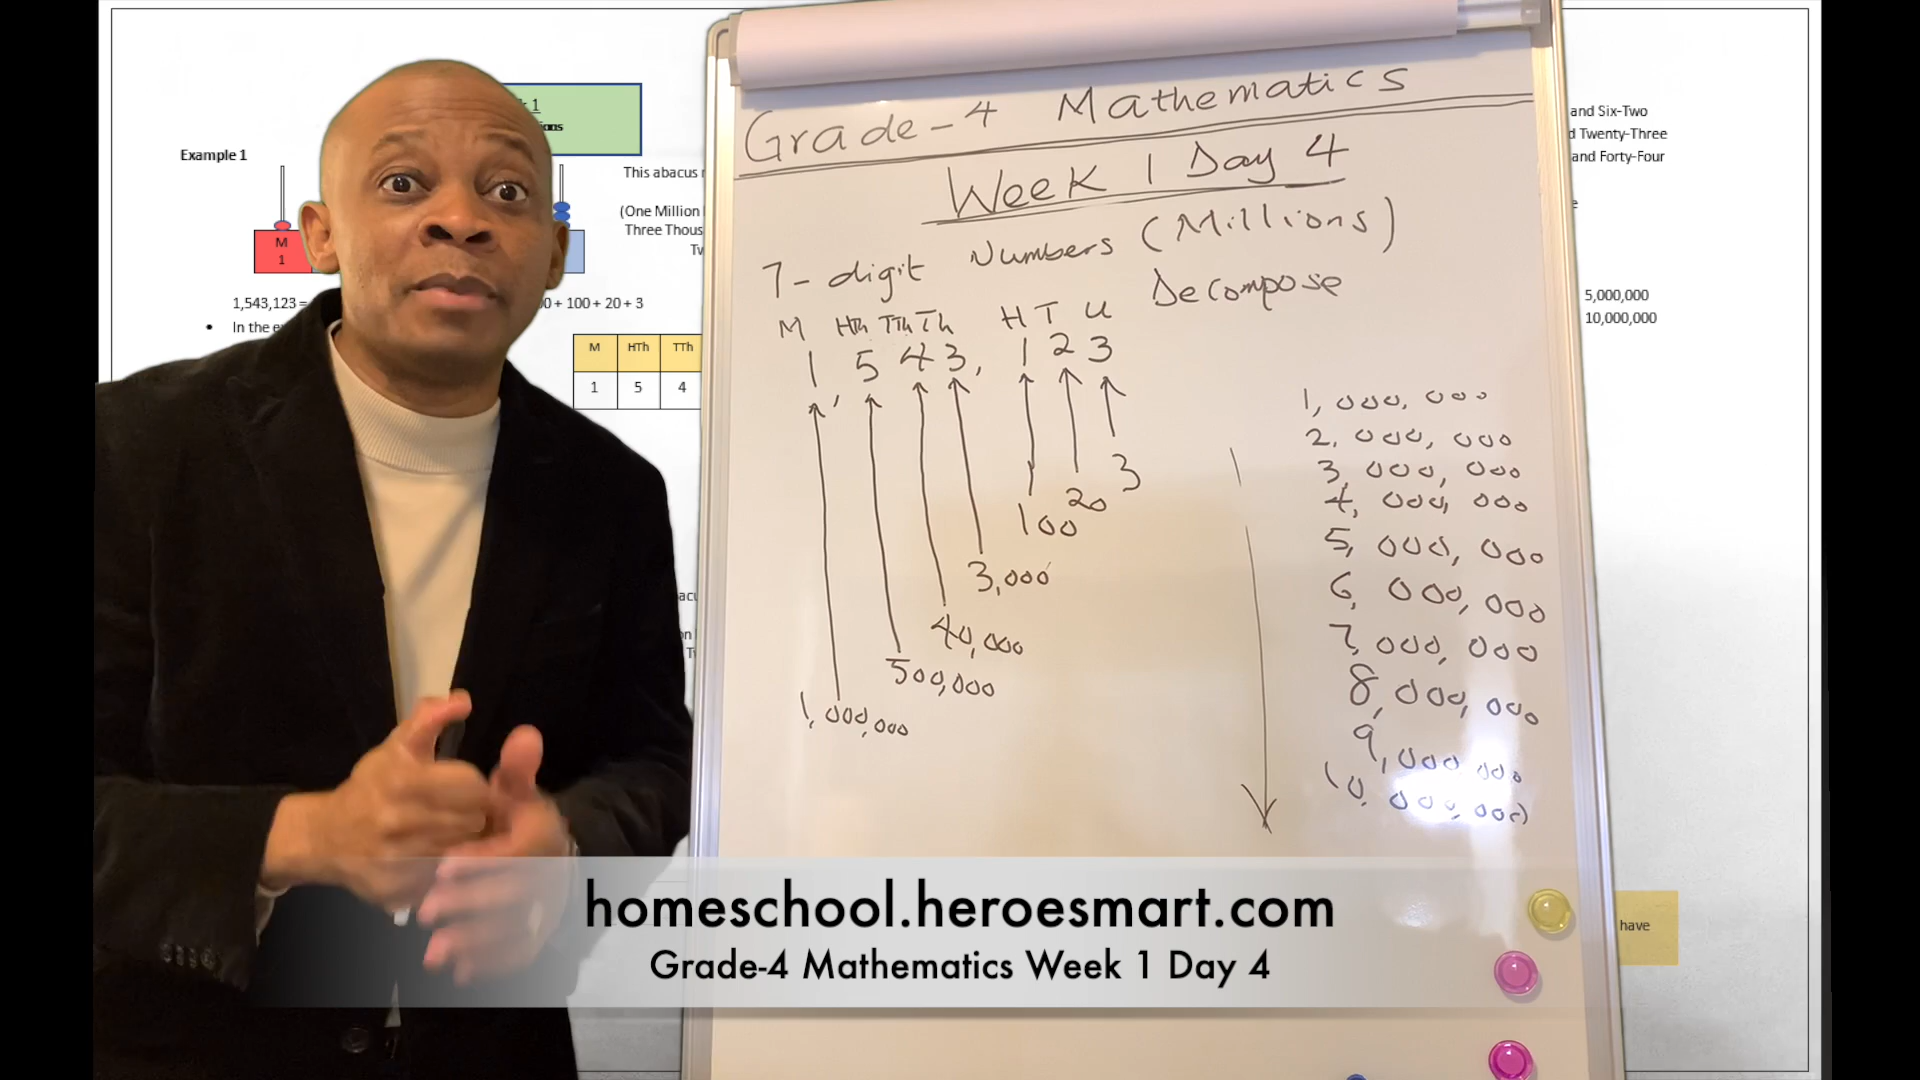 Grade-4 Mathematics
Week 1 Day 4
7-digit Numbers (Millions)
Decompose
M HTh TTh Th H T U
1, 5 4 3, 1 2 3
3
20
100
3,000
40,000
500,000
1,000,000
1,000,000
2,000,000
3,000,000
4,000,000
5,000,000
6,000,000
7,000,000
8,000,000
9,000,000
10,000,000
1
Example 1
This abacus
(One Million
Three Thous
M
1
1,543,123 =
00 + 100 + 20 + 3
In the
M HTh TTh
1 5 4
and Six-Two
d Twenty-Three
and Forty-Four
5,000,000
10,000,000
have
homeschool.heroesmart.com
Grade-4 Mathematics Week 1 Day 4